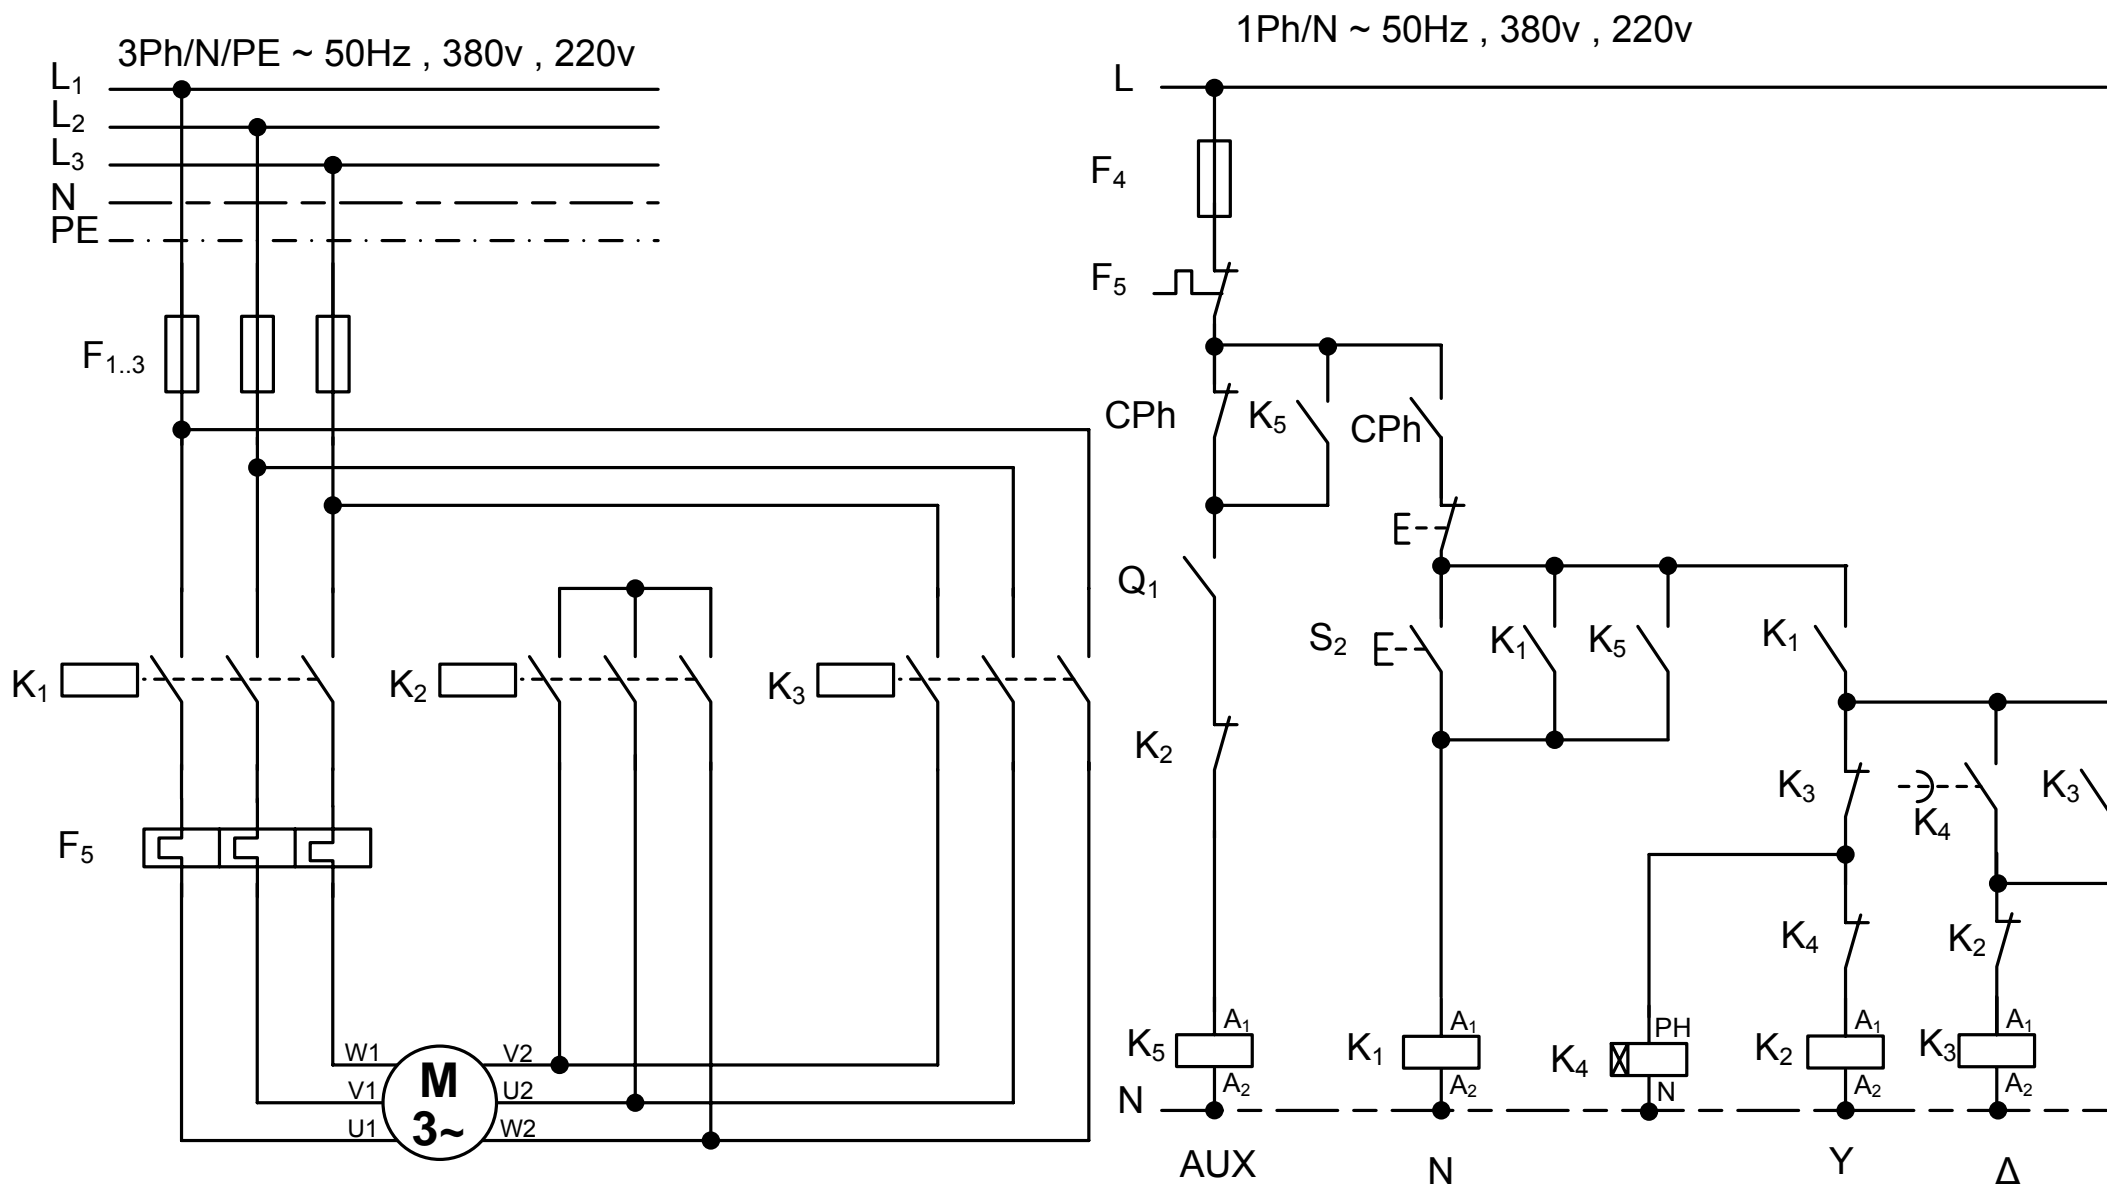 3Ph/N/PE ~ 50Hz , 380v , 220v
L1
L2
L3
N
PE
F1..3
K1
K2
K3
F5
W1
V1
U1
M
3~
V2
U2
W2
1Ph/N ~ 50Hz , 380v , 220v
L
F4
F5
CPh
K5
CPh
Q1
S2
K1
K5
K1
K2
K3
K4
K3
K4
K2
K5
A1
A2
K1
A1
A2
K4
PH
N
K2
A1
A2
K3
A1
A2
N
AUX
N
Y
Δ